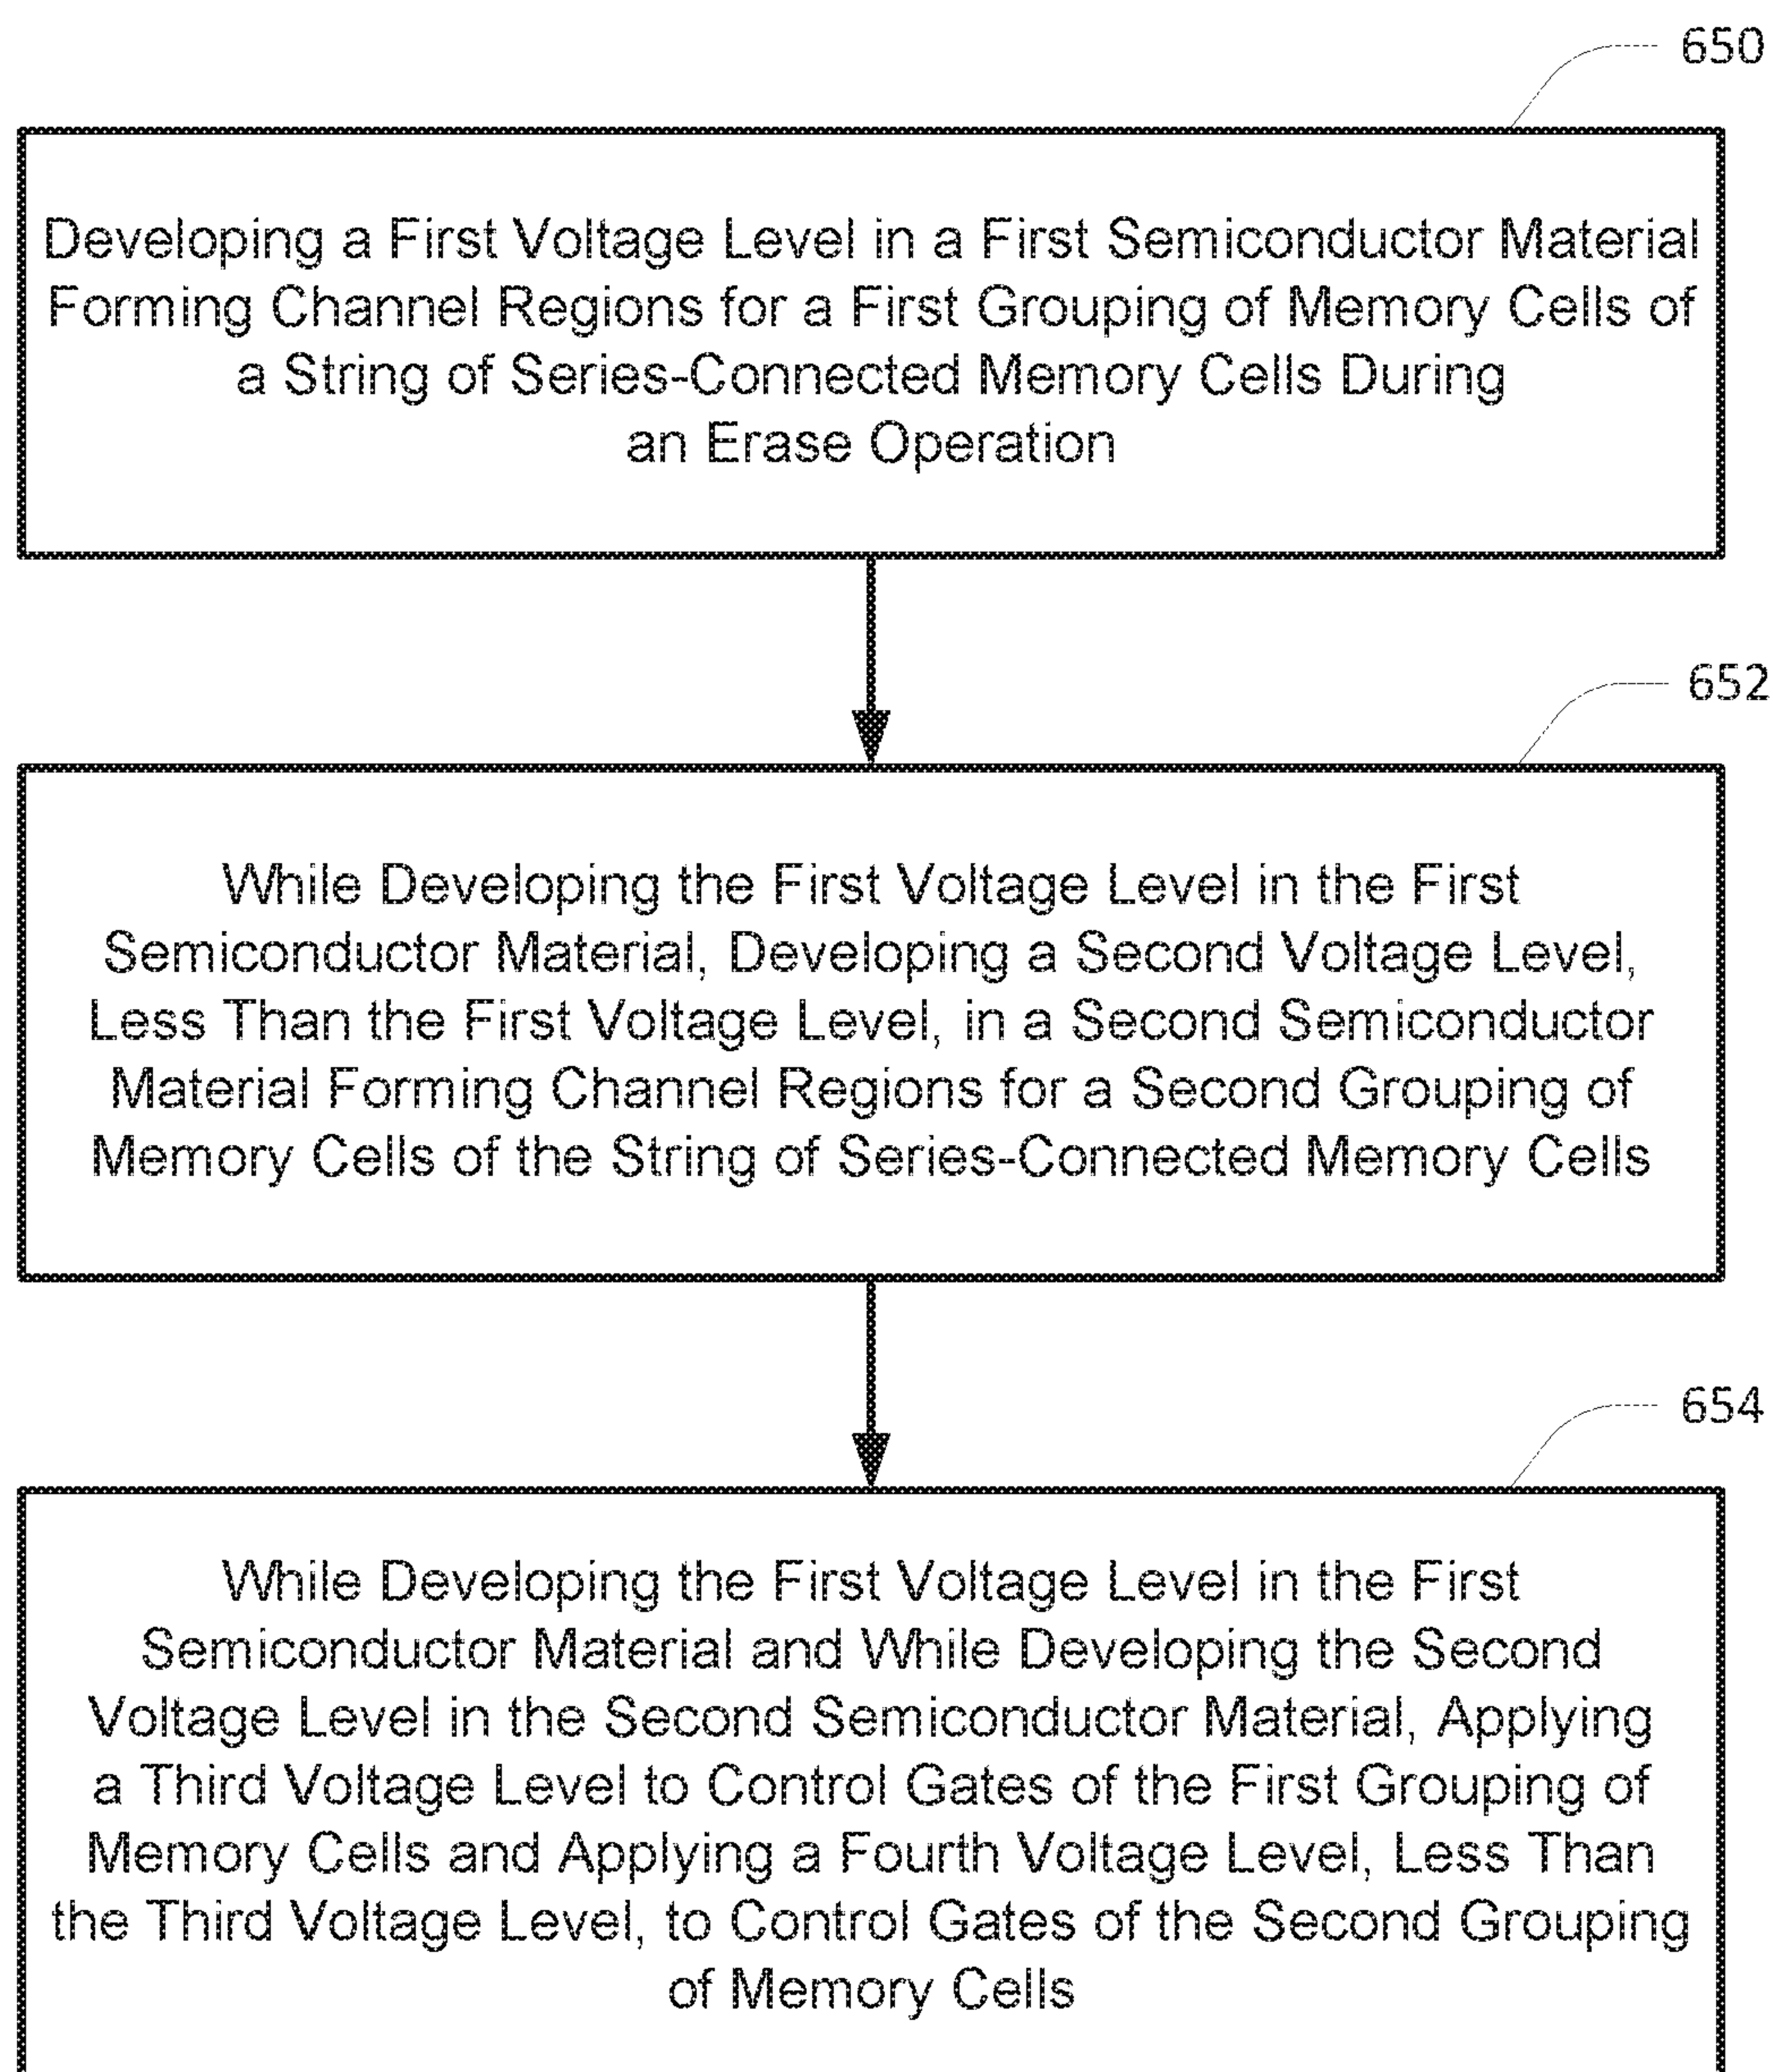 650
Developing a First Voltage Level in a First Semiconductor Material
Forming Channel Regions for a First Grouping of Memory Cells of
a String of Series-Connected Memory Cells During
an Erase Operation
652
While Developing the First Voltage Level in the First
Semiconductor Material, Developing a Second Voltage Level,
Less Than the First Voltage Level, in a Second Semiconductor
Material Forming Channel Regions for a Second Grouping of
Memory Cells of the String of Series-Connected Memory Cells
654
While Developing the First Voltage Level in the First
Semiconductor Material and While Developing the Second
Voltage Level in the Second Semiconductor Material, Applying
a Third Voltage Level to Control Gates of the First Grouping of
Memory Cells and Applying a Fourth Voltage Level, Less Than
the Third Voltage Level, to Control Gates of the Second Grouping
of Memory Cells